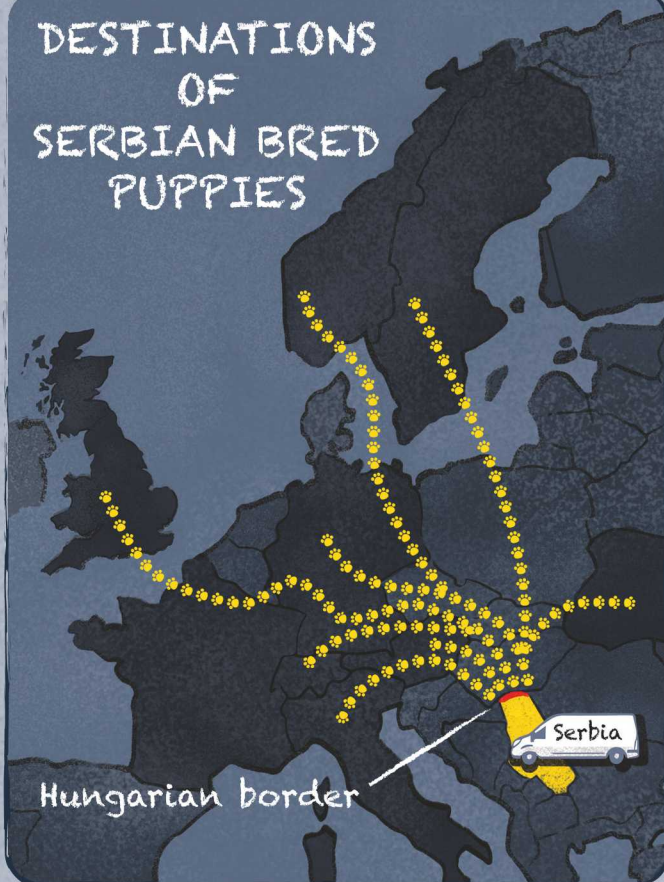 DESTINATIONS
OF
SERBIAN BRED
PUPPIES
Serbia
Hungarian border